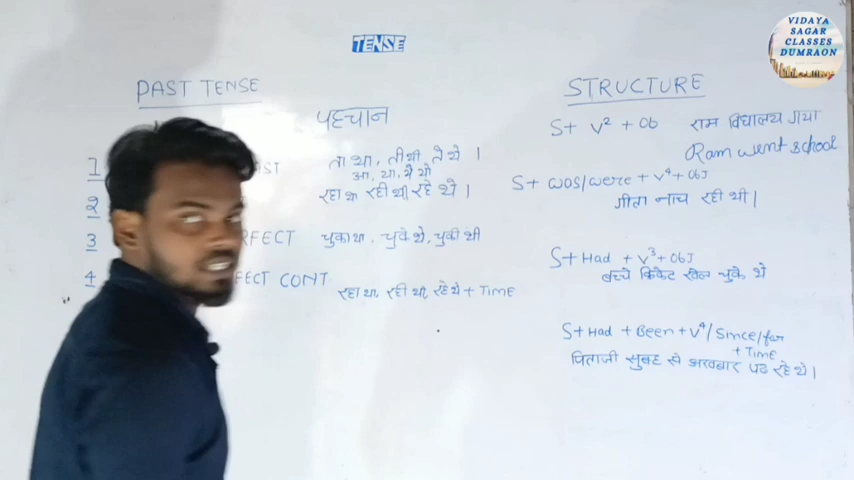 TENSE
VIDAYA
SAGAR
CLASSES
DUMRAON
PAST TENSE
पहचान
STRUCTURE
1
ता था, ती थी, ते थे ।
आ, या, ये यी
S+ V² + Ob
राम विद्यालय गया
Ram went school
2
रहा था रही थी, रहे थे ।
S+ was/were + V⁴ + obJ
गीता नाच रही थी।
3
चुका था, चुके थे, चुकी थी
S+ Had + V³ + obJ
बच्चे क्रिकेट खेल चुके थे
4
CONT
रहा था, रही थी, रहे थे + TIME
S+ Had + Been + V⁴/Since/for
+ TIME
पिताजी सुबह से अखबार पढ रहे थे।